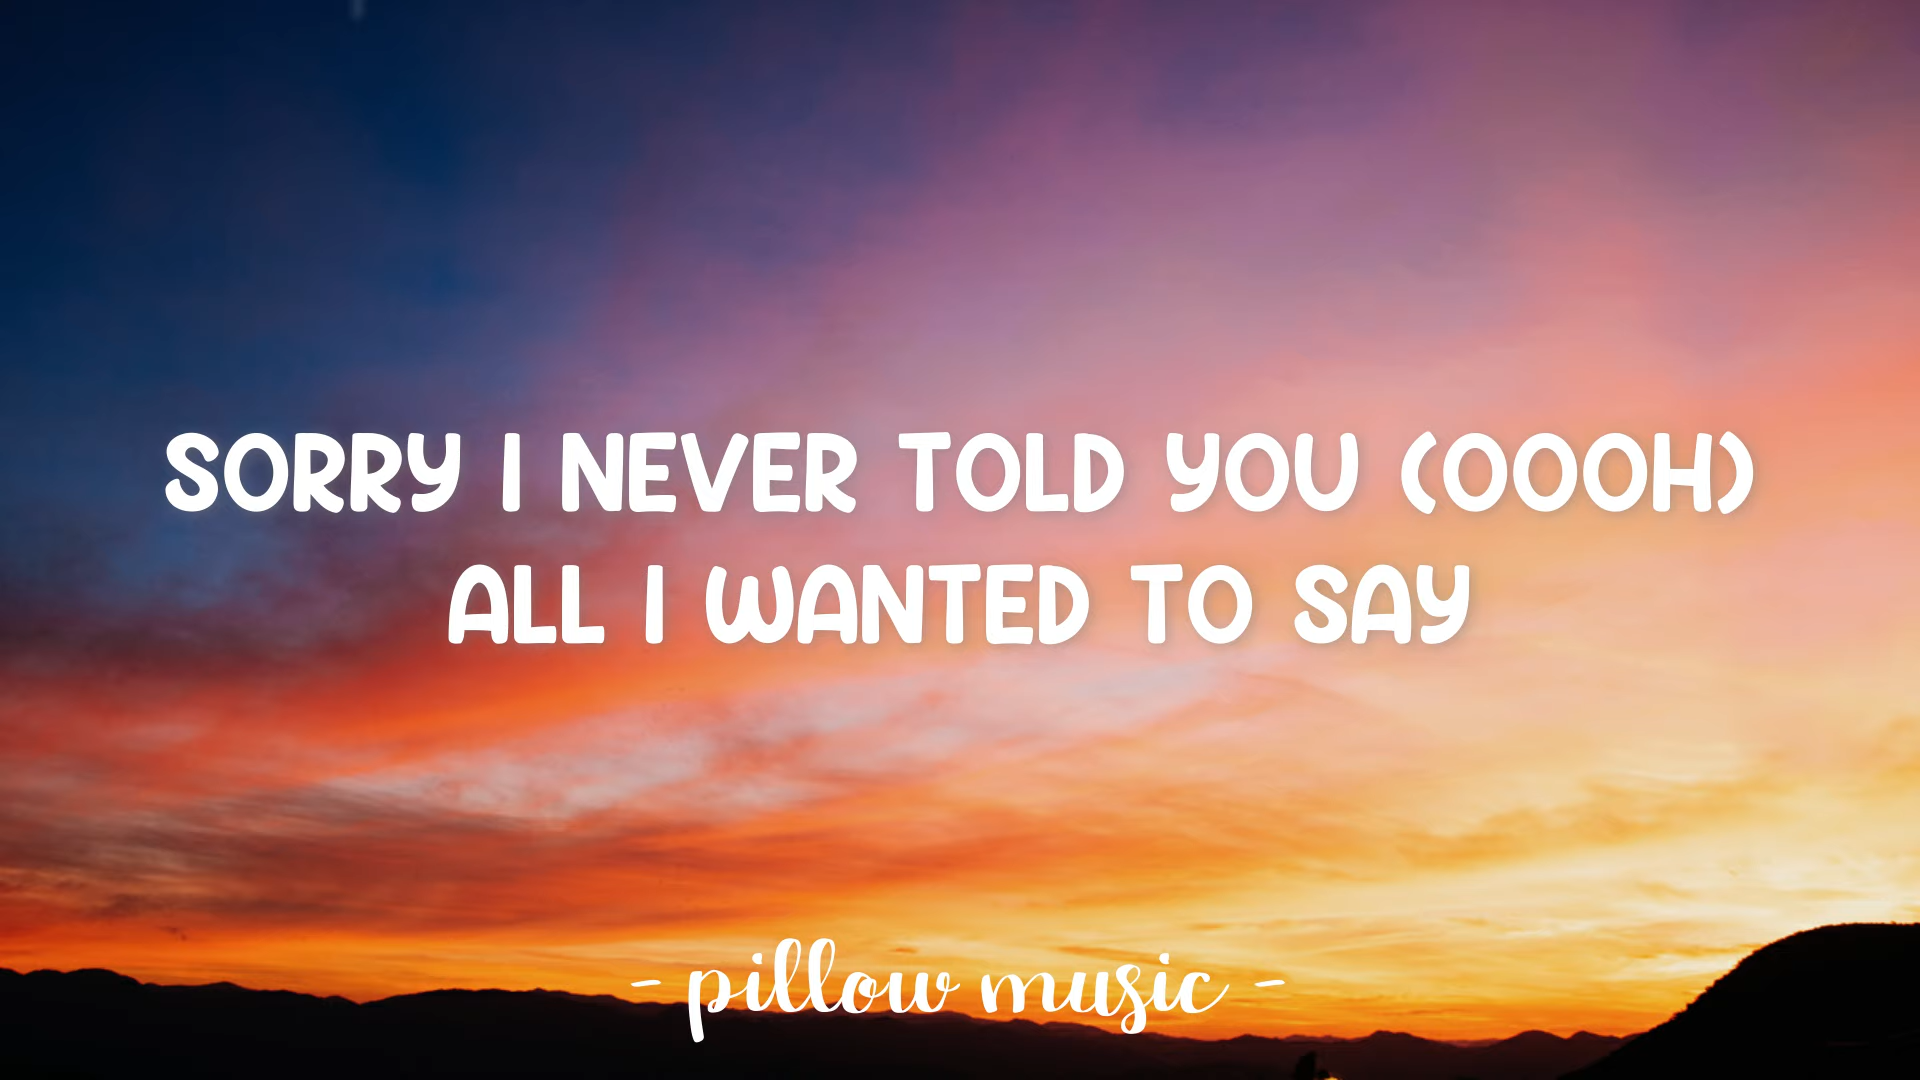 SORRY I NEVER TOLD YOU (OOOH)
ALL I WANTED TO SAY
- pillow music -